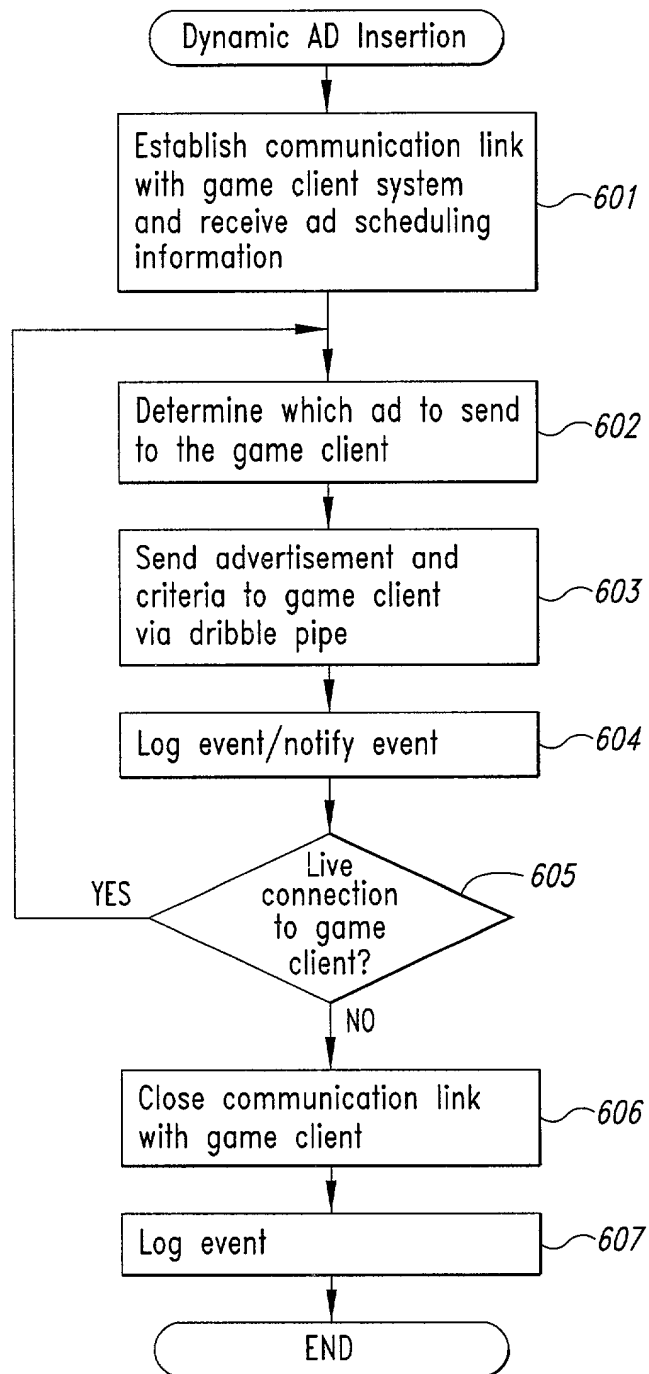 Dynamic AD Insertion
Establish communication link
with game client system
and receive ad scheduling
information
601
Determine which ad to send
to the game client
602
Send advertisement and
criteria to game client
via dribble pipe
603
Log event/notify event
604
Live
connection
to game
client?
605
YES
NO
Close communication link
with game client
606
Log event
607
END